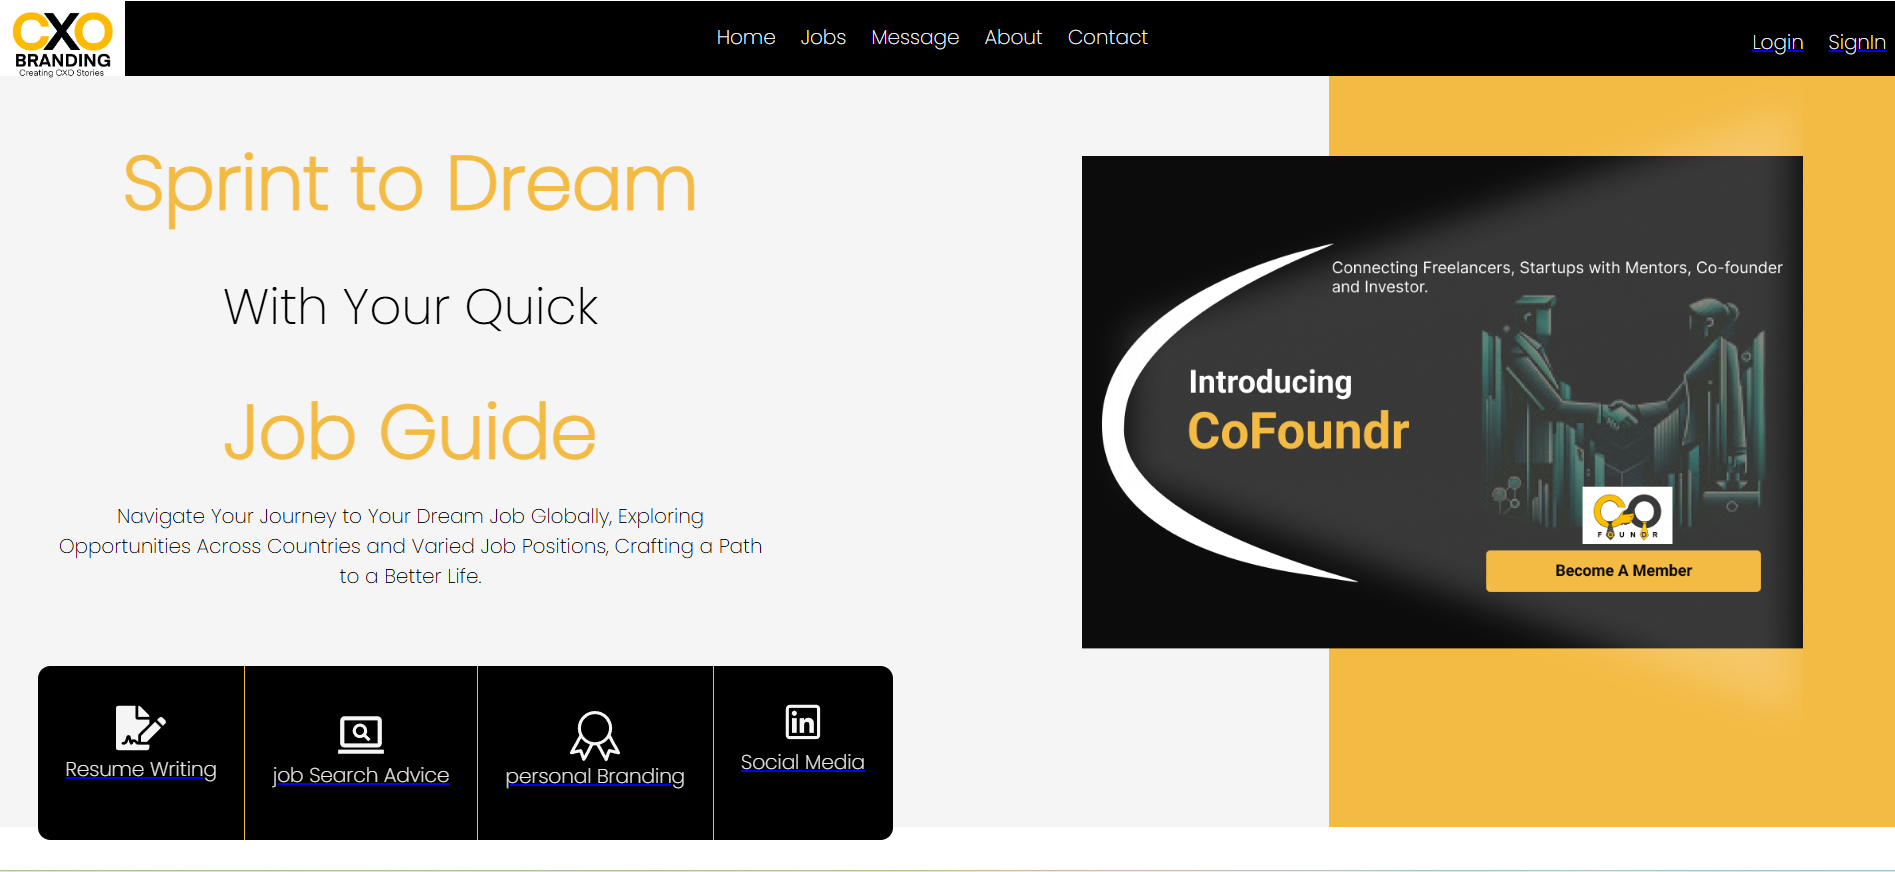 CXO
BRANDING
Creating CXO Stories
Home Jobs Message About Contact
Login SignIn
Sprint to Dream
With Your Quick
Job Guide
Navigate Your Journey to Your Dream Job Globally, Exploring
Opportunities Across Countries and Varied Job Positions, Crafting a Path
to a Better Life.
Connecting Freelancers, Startups with Mentors, Co-founder
and Investor.
Introducing
CoFoundr
CO
FOUNDR
Become A Member
Resume Writing
job Search Advice
personal Branding
in
Social Media